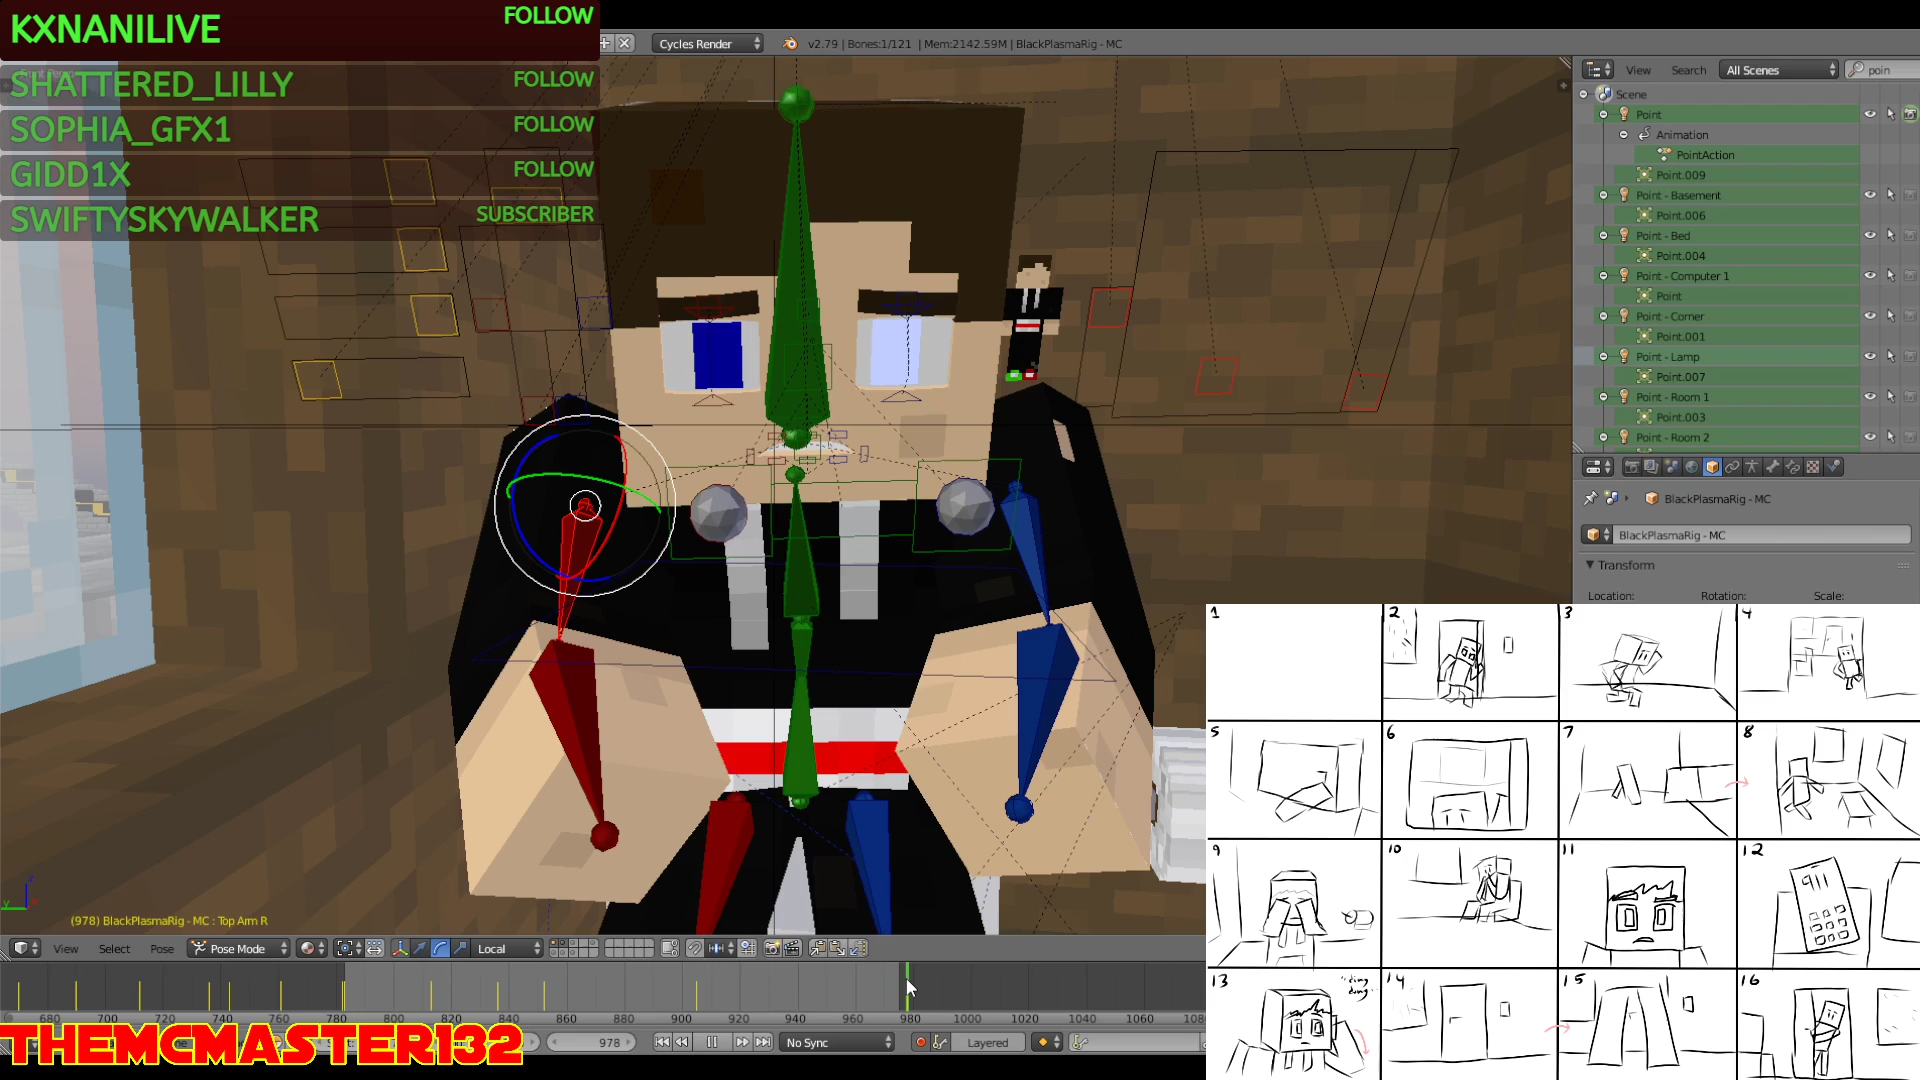 KXNANILIVE FOLLOW
SHATTERED_LILLY FOLLOW
SOPHIA_GFX1 FOLLOW
GIDD1X FOLLOW
SWIFTYSKYWALKER SUBSCRIBER
Cycles Render
v2.79 | Bones:1/121 | Mem:2142.59M | BlackPlasmaRig - MC
View Search All Scenes poin
Scene
Point
Animation
PointAction
Point.009
Point - Basement
Point.006
Point - Bed
Point.004
Point - Computer 1
Point
Point - Corner
Point.001
Point - Lamp
Point.007
Point - Room 1
Point.003
Point - Room 2
BlackPlasmaRig - MC
BlackPlasmaRig - MC
Transform
Location: Rotation: Scale:
1 2 3 4
5 6 7 8
9 10 11 12
911
13 14 15 16
"ding dong"
z
y
(978) BlackPlasmaRig - MC : Top Arm R
View Select Pose Pose Mode Local
680 700 720 740 760 780 800 820 840 860 880 900 920 940 960 980 1000 1020 1040 1060 108
978 No Sync Layered
THEMCMASTER132